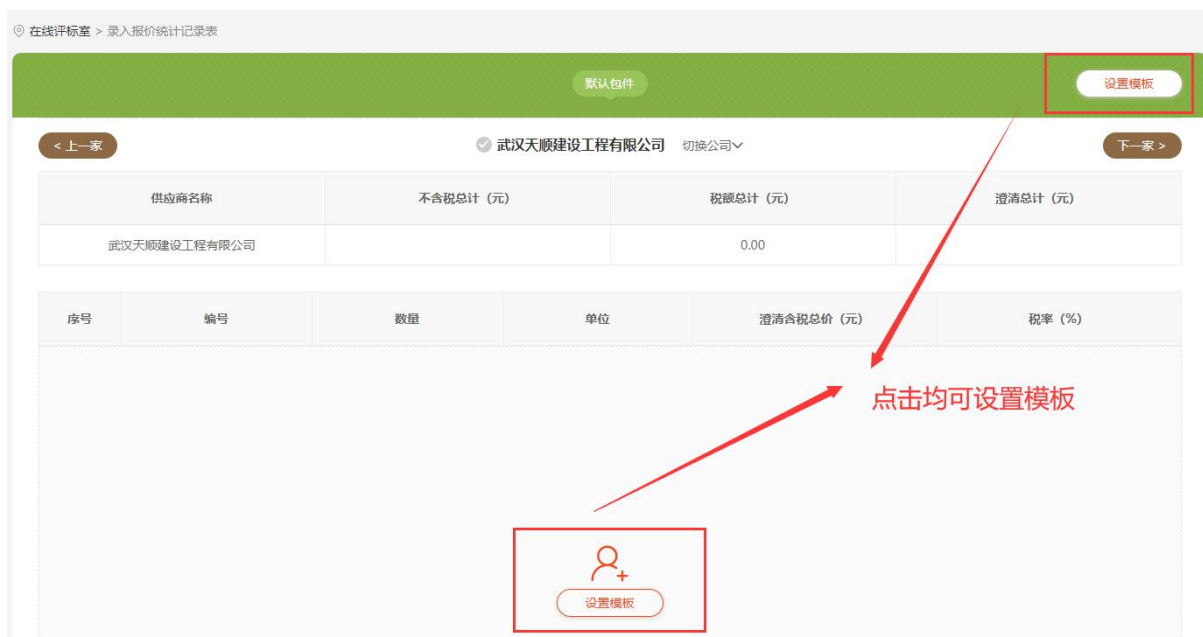 在线评标室 > 录入报价统计记录表
默认包件
设置模板
< 上一家
武汉天顺建设工程有限公司 切换公司
下一家 >
供应商名称 不含税总计（元） 税额总计（元） 澄清总计（元）
武汉天顺建设工程有限公司 0.00
序号 编号 数量 单位 澄清含税总价（元） 税率（%）
点击均可设置模板
设置模板